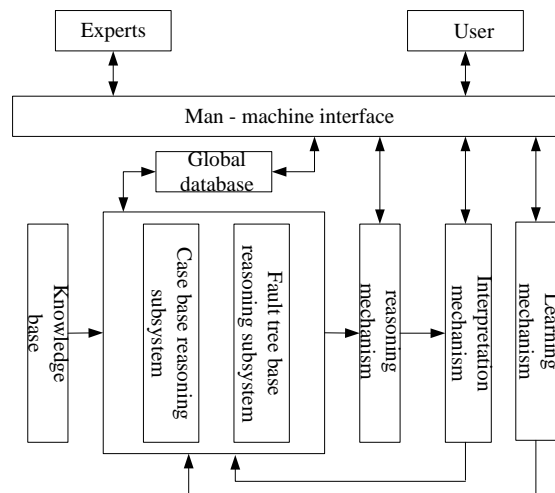 Experts
User
Man - machine interface
Global
database
Knowledge
base
Case base reasoning
subsystem
Fault tree base
reasoning subsystem
reasoning
mechanism
Interpretation
mechanism
Learning
mechanism